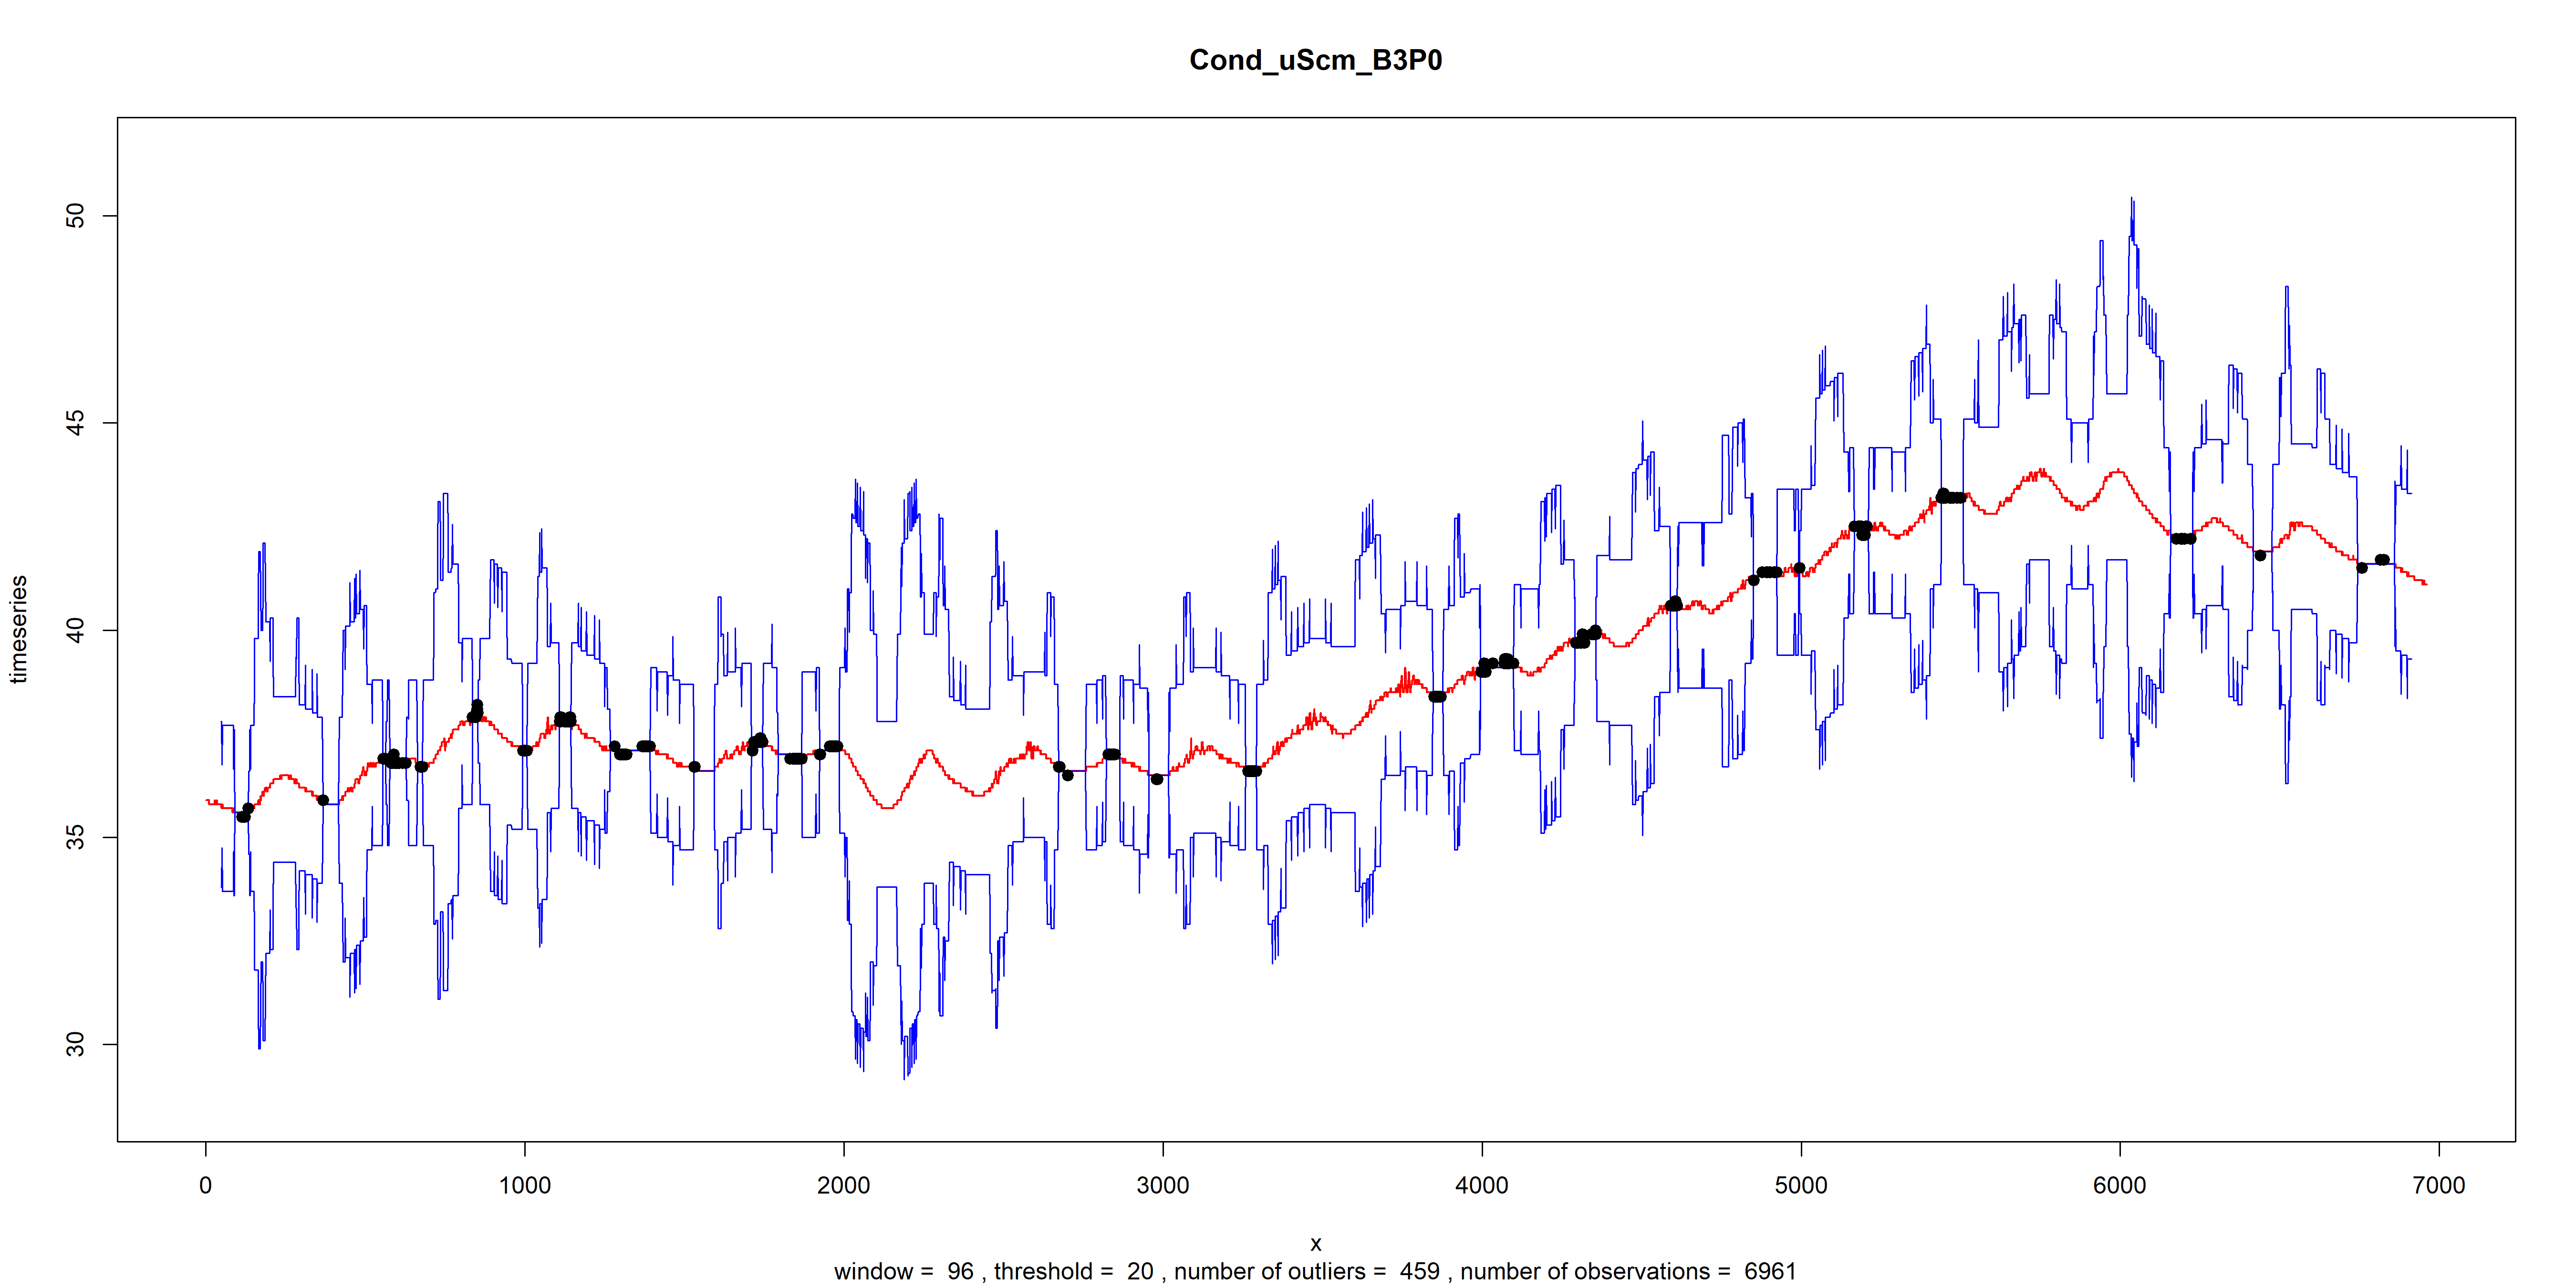 Cond_uScm_B3P0
timeseries
50
45
40
35
30
0 1000 2000 3000 4000 5000 6000 7000
x
window =  96 , threshold =  20 , number of outliers =  459 , number of observations =  6961